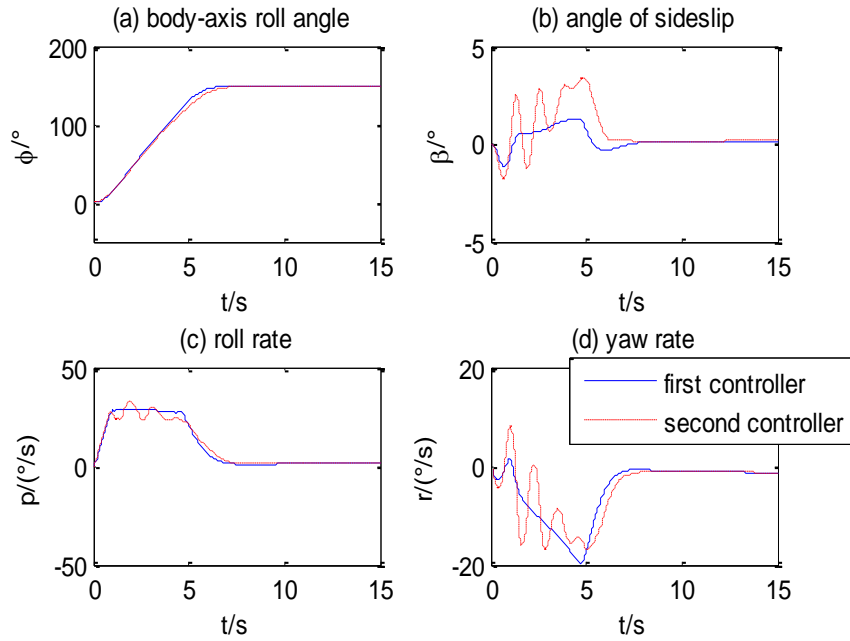 (a) body-axis roll angle
200
100
0
ϕ/°
0 5 10 15
t/s
(b) angle of sideslip
5
0
-5
β/°
0 5 10 15
t/s
(c) roll rate
50
0
-50
p/(°/s)
0 5 10 15
t/s
(d) yaw rate
20
0
-20
r/(°/s)
0 5 10 15
t/s
first controller
second controller